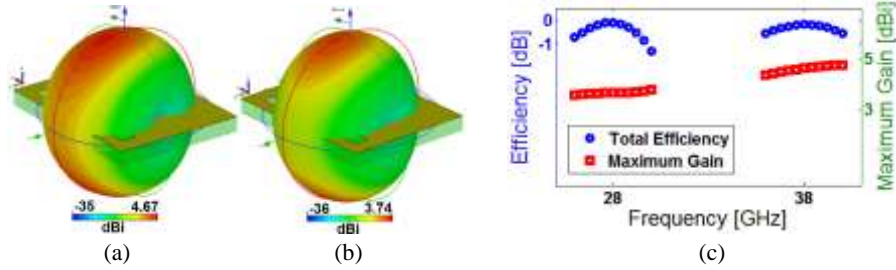 -35 4.67
dBi
(a)
-36 3.74
dBi
(b)
Efficiency [dB]
0
-1
Total Efficiency
Maximum Gain
28
38
Frequency [GHz]
5
3
Maximum Gain [dBi]
(c)